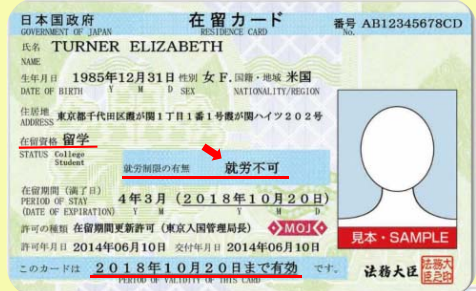 日本国政府 在留カード 番号 AB12345678CD
GOVERNMENT OF JAPAN RESIDENCE CARD No.
氏名 TURNER ELIZABETH
NAME
生年月日 1985年12月31日 性別 女 F. 国籍・地域 米国
DATE OF BIRTH Y M D SEX NATIONALITY/REGION
住居地 東京都千代田区霞が関1丁目1番1号霞が関ハイツ202号
ADDRESS
在留資格 留学
STATUS College Student
就労制限の有無 就労不可
在留期間(満了日) 4年3月(2018年10月20日)
PERIOD OF STAY
(DATE OF EXPIRATION) Y M Y M D
許可の種類 在留期間更新許可(東京入国管理局長) MOJ
許可年月日 2014年06月10日 交付年月日 2014年06月10日
見本・SAMPLE
このカードは 2018年10月20日まで有効 です。
PERIOD OF VALIDITY OF THIS CARD
法務大臣